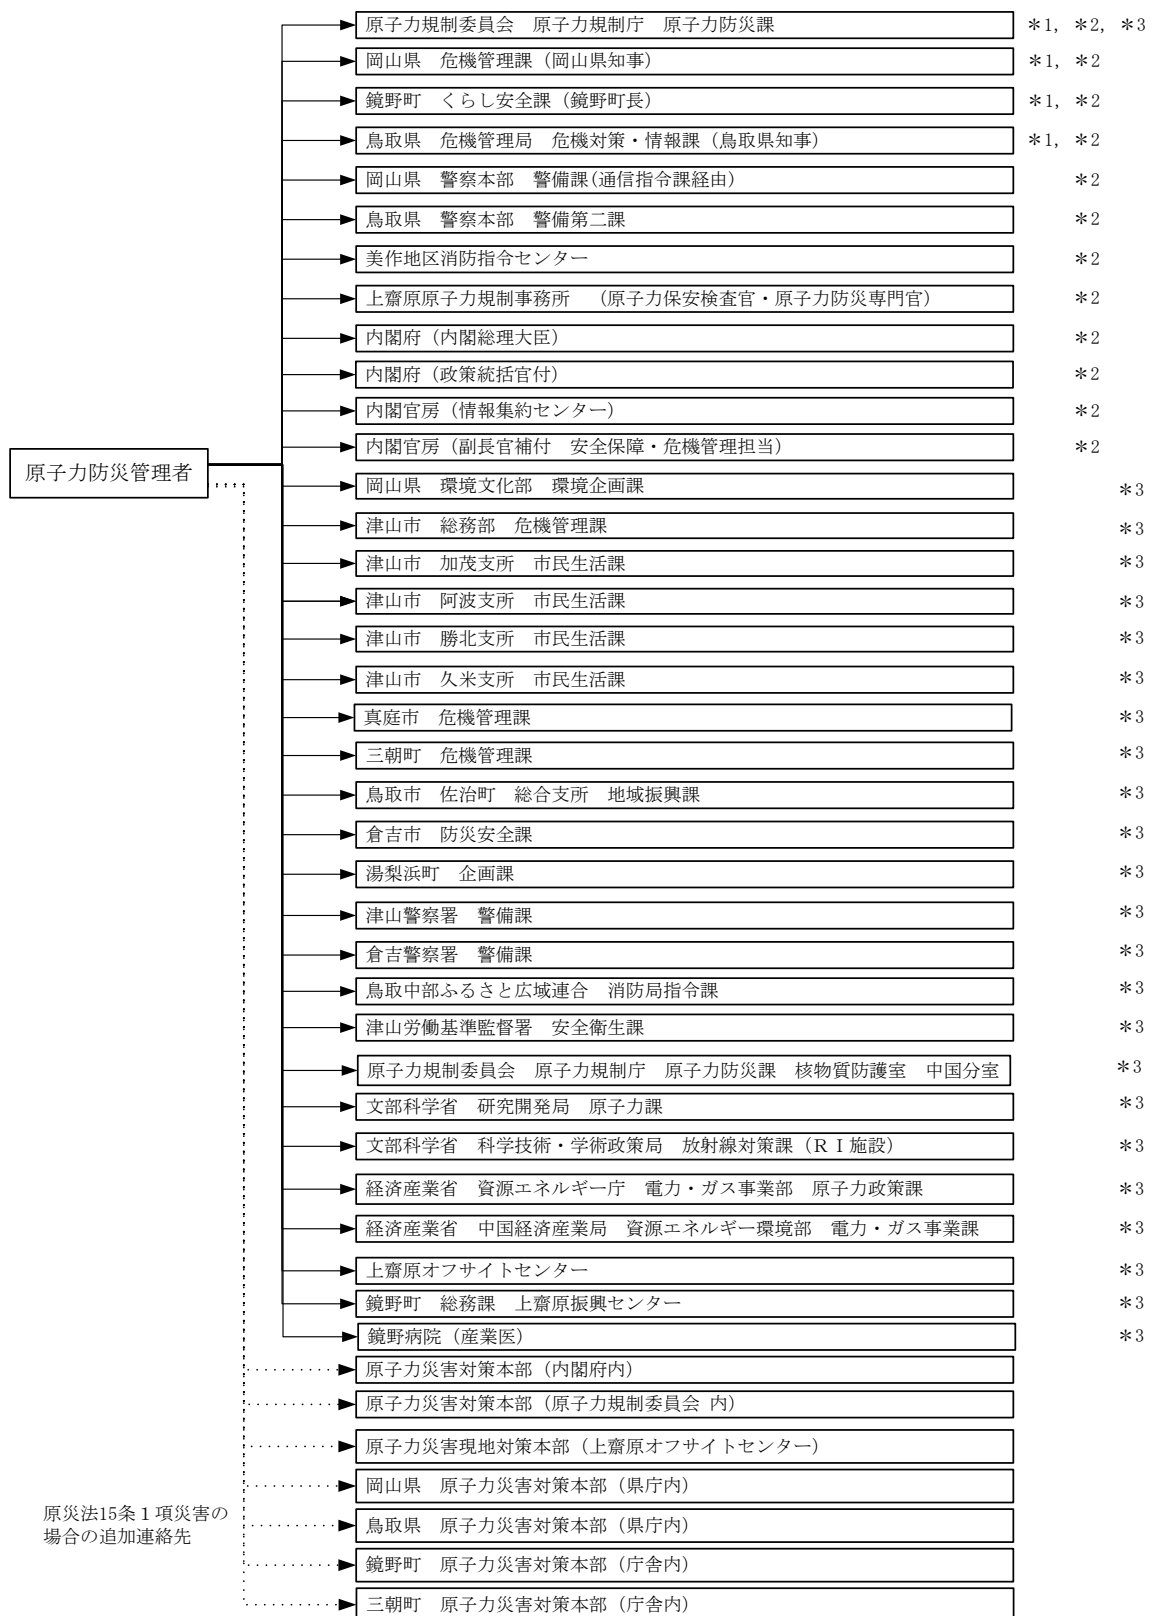 原子力規制委員会　原子力規制庁　原子力防災課　＊1，＊2，＊3
岡山県　危機管理課（岡山県知事）　＊1，＊2
鏡野町　くらし安全課（鏡野町長）　＊1，＊2
鳥取県　危機管理局　危機対策・情報課（鳥取県知事）　＊1，＊2
岡山県　警察本部　警備課(通信指令課経由）　＊2
鳥取県　警察本部　警備第二課　＊2
美作地区消防指令センター　＊2
上齋原原子力規制事務所　（原子力保安検査官・原子力防災専門官）　＊2
内閣府（内閣総理大臣）　＊2
内閣府（政策統括官付）　＊2
内閣官房（情報集約センター）　＊2
内閣官房（副長官補付　安全保障・危機管理担当）　＊2
原子力防災管理者
岡山県　環境文化部　環境企画課　＊3
津山市　総務部　危機管理課　＊3
津山市　加茂支所　市民生活課　＊3
津山市　阿波支所　市民生活課　＊3
津山市　勝北支所　市民生活課　＊3
津山市　久米支所　市民生活課　＊3
真庭市　危機管理課　＊3
三朝町　危機管理課　＊3
鳥取市　佐治町　総合支所　地域振興課　＊3
倉吉市　防災安全課　＊3
湯梨浜町　企画課　＊3
津山警察署　警備課　＊3
倉吉警察署　警備課　＊3
鳥取中部ふるさと広域連合　消防局指令課　＊3
津山労働基準監督署　安全衛生課　＊3
原子力規制委員会　原子力規制庁　原子力防災課　核物質防護室　中国分室　＊3
文部科学省　研究開発局　原子力課　＊3
文部科学省　科学技術・学術政策局　放射線対策課（ＲＩ施設）　＊3
経済産業省　資源エネルギー庁　電力・ガス事業部　原子力政策課　＊3
経済産業省　中国経済産業局　資源エネルギー環境部　電力・ガス事業課　＊3
上齋原オフサイトセンター　＊3
鏡野町　総務課　上齋原振興センター　＊3
鏡野病院（産業医）　＊3
原子力災害対策本部（内閣府内）
原子力災害対策本部（原子力規制委員会 内）
原子力災害現地対策本部（上齋原オフサイトセンター）
岡山県　原子力災害対策本部（県庁内）
原災法15条１項災害の
場合の追加連絡先
鳥取県　原子力災害対策本部（県庁内）
鏡野町　原子力災害対策本部（庁舎内）
三朝町　原子力災害対策本部（庁舎内）